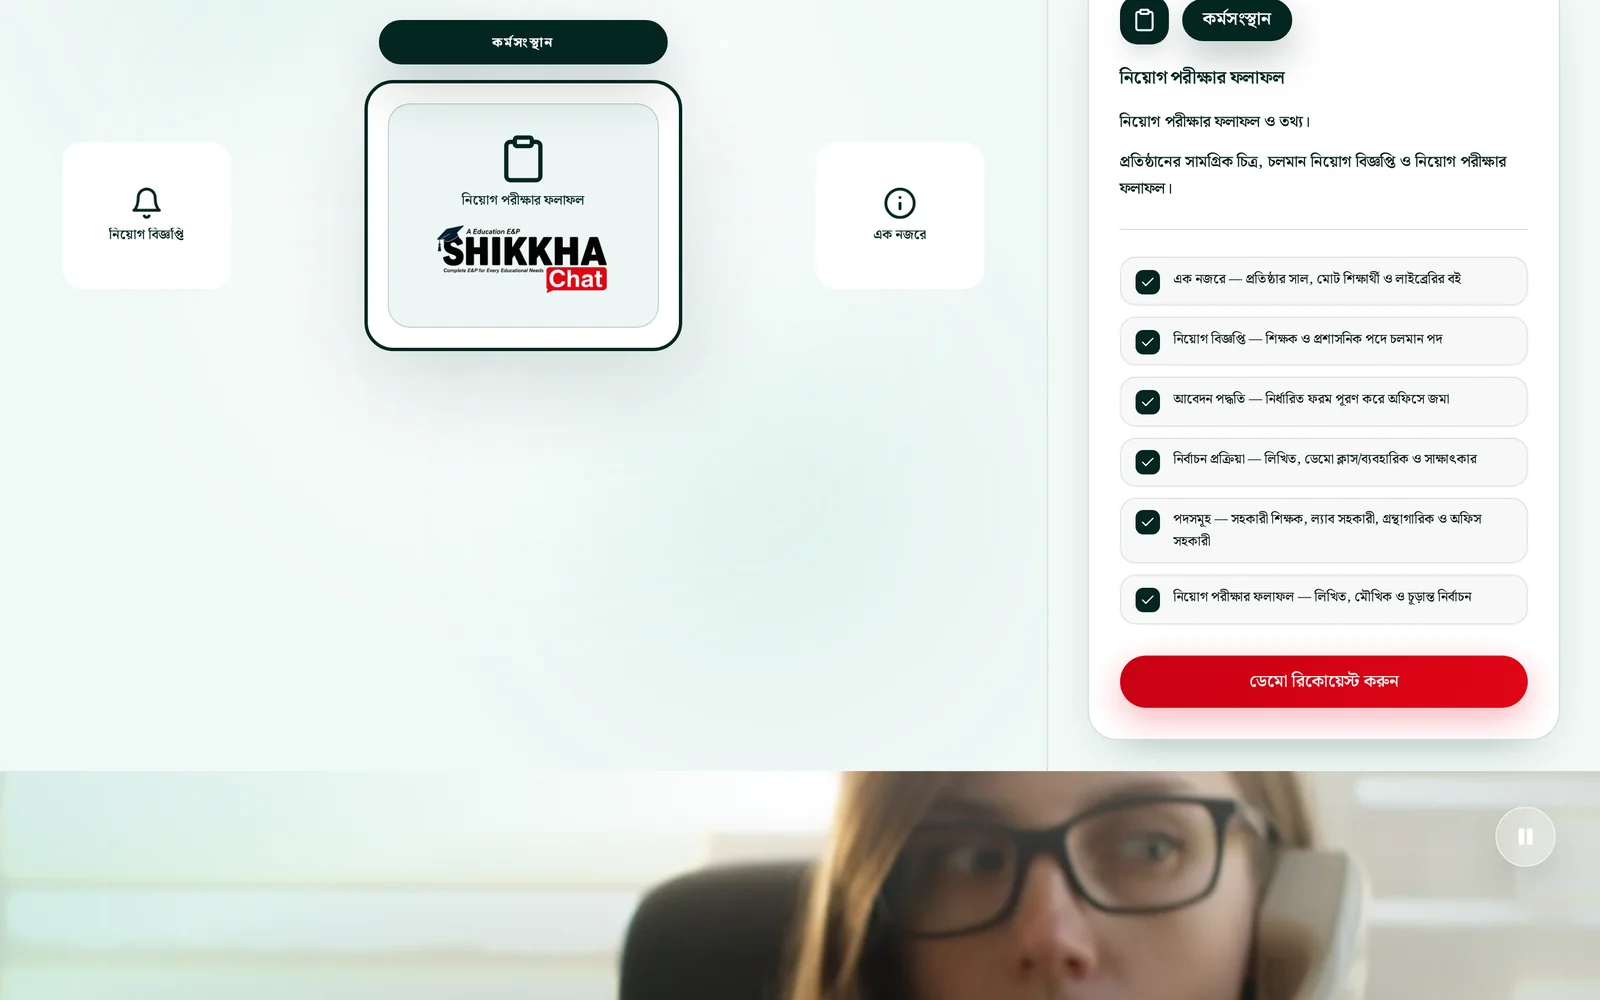 কর্মসংস্থান
নিয়োগ বিজ্ঞপ্তি
নিয়োগ পরীক্ষার ফলাফল
A Education E&P
SHIKKHA
Complete E&P for Every Educational Needs
Chat
এক নজরে
কর্মসংস্থান
নিয়োগ পরীক্ষার ফলাফল
নিয়োগ পরীক্ষার ফলাফল ও তথ্য।
প্রতিষ্ঠানের সামগ্রিক চিত্র, চলমান নিয়োগ বিজ্ঞপ্তি ও নিয়োগ পরীক্ষার
ফলাফল।
এক নজরে — প্রতিষ্ঠার সাল, মোট শিক্ষার্থী ও লাইব্রেরির বই
নিয়োগ বিজ্ঞপ্তি — শিক্ষক ও প্রশাসনিক পদে চলমান পদ
আবেদন পদ্ধতি — নির্ধারিত ফরম পূরণ করে অফিসে জমা
নির্বাচন প্রক্রিয়া — লিখিত, ডেমো ক্লাস/ব্যবহারিক ও সাক্ষাৎকার
পদসমূহ — সহকারী শিক্ষক, ল্যাব সহকারী, গ্রন্থাগারিক ও অফিস
সহকারী
নিয়োগ পরীক্ষার ফলাফল — লিখিত, মৌখিক ও চূড়ান্ত নির্বাচন
ডেমো রিকোয়েস্ট করুন